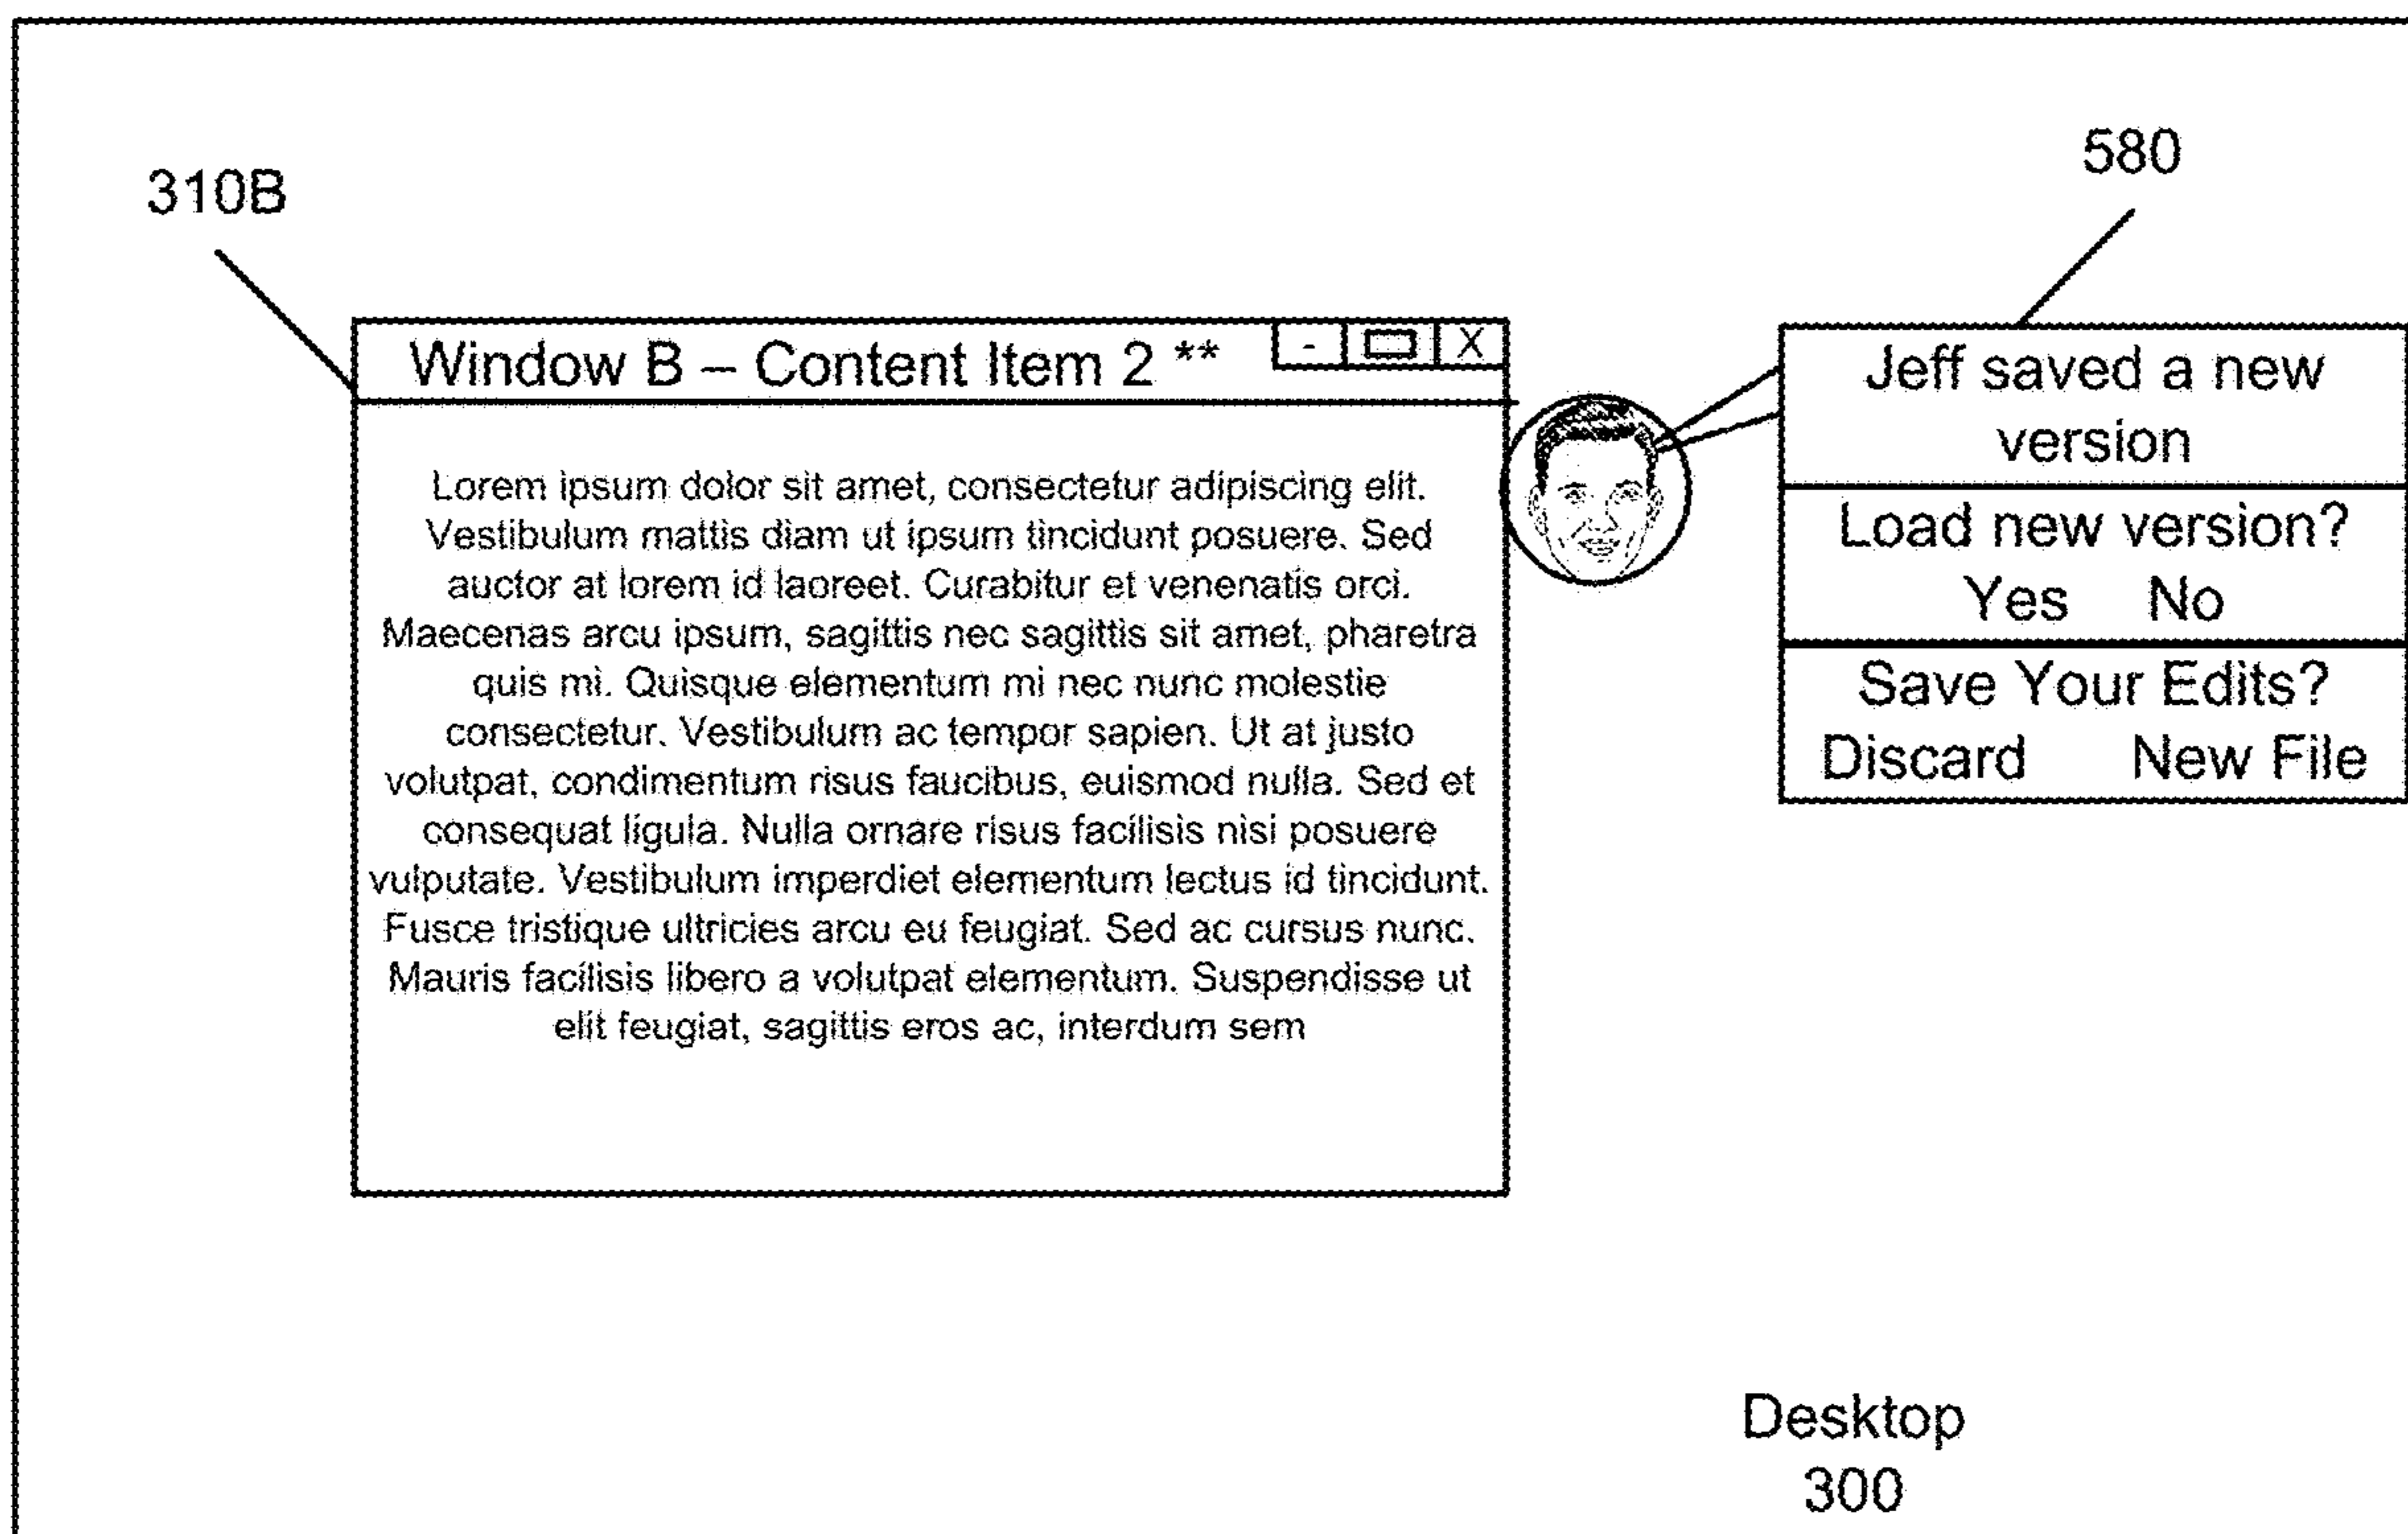 310B
580
Window B – Content Item 2 **
- X
Lorem ipsum dolor sit amet, consectetur adipiscing elit.
Vestibulum mattis diam ut ipsum tincidunt posuere. Sed
auctor at lorem id laoreet. Curabitur et venenatis orci.
Maecenas arcu ipsum, sagittis nec sagittis sit amet, pharetra
quis mi. Quisque elementum mi nec nunc molestie
consectetur. Vestibulum ac tempor sapien. Ut at justo
volutpat, condimentum risus faucibus, euismod nulla. Sed et
consequat ligula. Nulla ornare risus facilisis nisi posuere
vulputate. Vestibulum imperdiet elementum lectus id tincidunt.
Fusce tristique ultricies arcu eu feugiat. Sed ac cursus nunc.
Mauris facilisis libero a volutpat elementum. Suspendisse ut
elit feugiat, sagittis eros ac, interdum sem
Jeff saved a new
version
Load new version?
Yes No
Save Your Edits?
Discard New File
Desktop
300